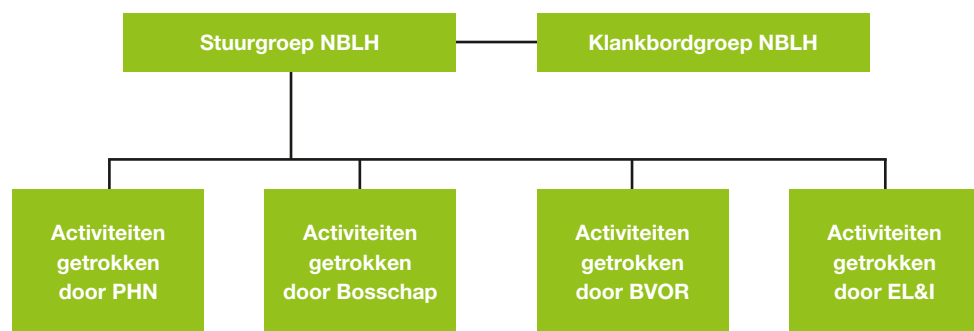 Stuurgroep NBLH
Klankbordgroep NBLH
Activiteiten
getrokken
door PHN
Activiteiten
getrokken
door Bosschap
Activiteiten
getrokken
door BVOR
Activiteiten
getrokken
door EL&I